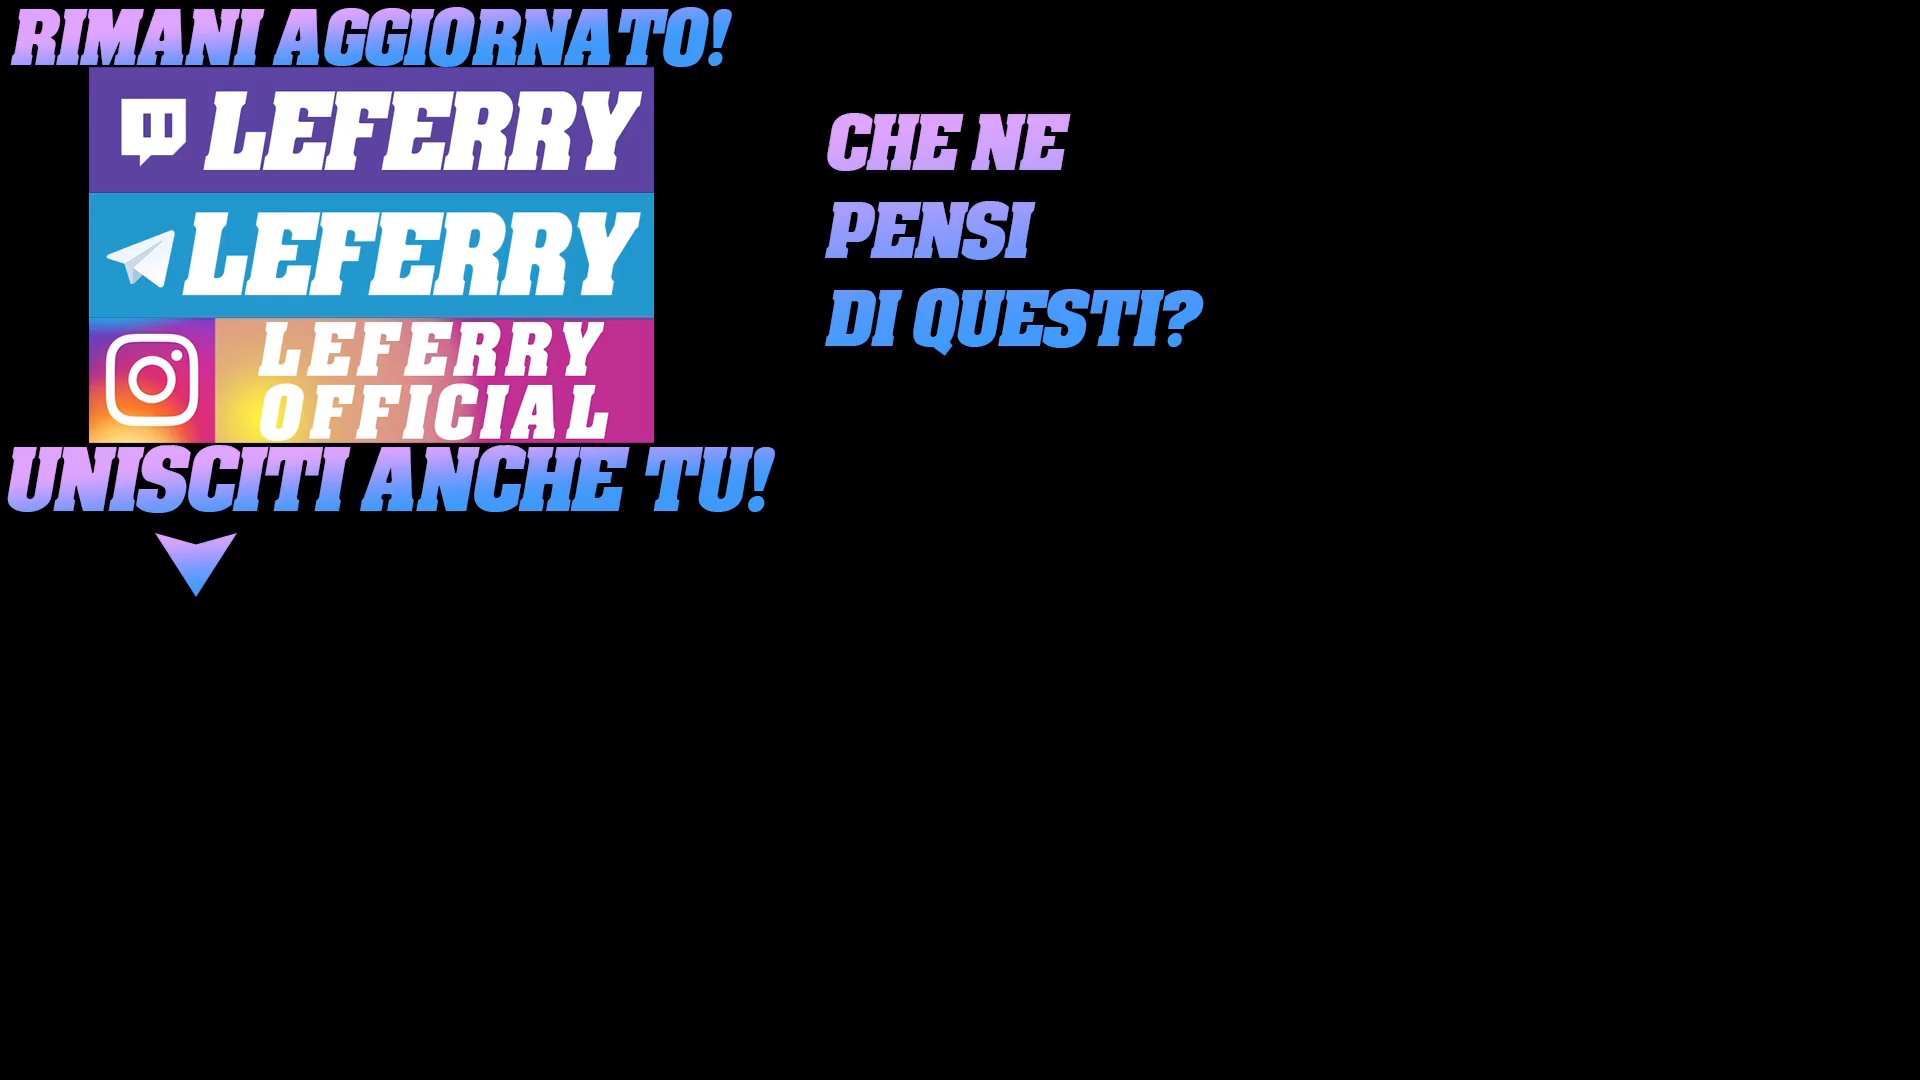 RIMANI AGGIORNATO!
LEFERRY
LEFERRY
LEFERRY
OFFICIAL
UNISCITI ANCHE TU!
CHE NE
PENSI
DI QUESTI?